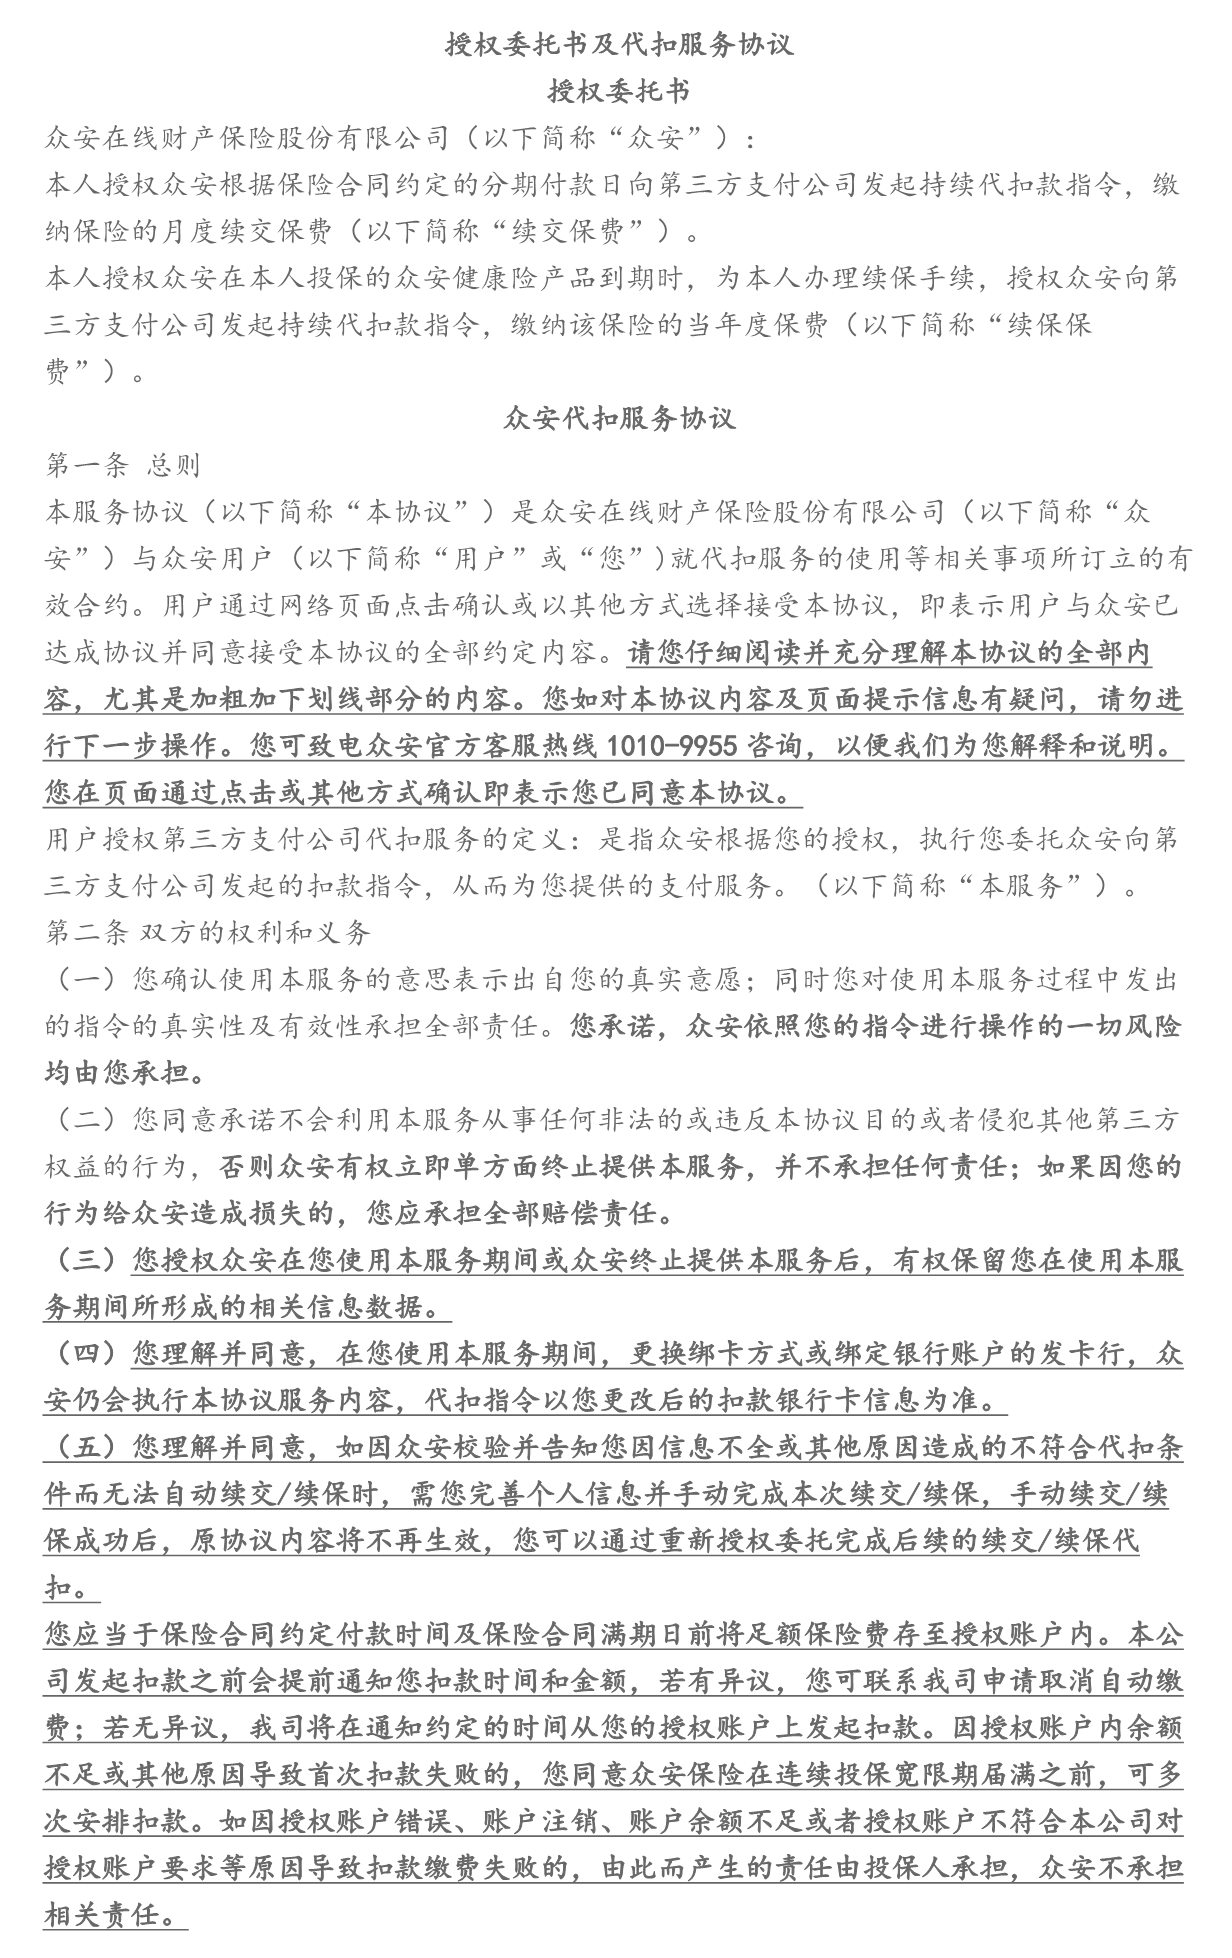 授权委托书及代扣服务协议
授权委托书
众安在线财产保险股份有限公司（以下简称“众安”）：
本人授权众安根据保险合同约定的分期付款日向第三方支付公司发起持续代扣款指令，缴
纳保险的月度续交保费（以下简称“续交保费”）。
本人授权众安在本人投保的众安健康险产品到期时，为本人办理续保手续，授权众安向第
三方支付公司发起持续代扣款指令，缴纳该保险的当年度保费（以下简称“续保保
费”）。
众安代扣服务协议
第一条 总则
本服务协议（以下简称“本协议”）是众安在线财产保险股份有限公司（以下简称“众
安”）与众安用户（以下简称“用户”或“您”)就代扣服务的使用等相关事项所订立的有
效合约。用户通过网络页面点击确认或以其他方式选择接受本协议，即表示用户与众安已
达成协议并同意接受本协议的全部约定内容。请您仔细阅读并充分理解本协议的全部内
容，尤其是加粗加下划线部分的内容。您如对本协议内容及页面提示信息有疑问，请勿进
行下一步操作。您可致电众安官方客服热线 1010-9955 咨询，以便我们为您解释和说明。
您在页面通过点击或其他方式确认即表示您已同意本协议。
用户授权第三方支付公司代扣服务的定义：是指众安根据您的授权，执行您委托众安向第
三方支付公司发起的扣款指令，从而为您提供的支付服务。（以下简称“本服务”）。
第二条 双方的权利和义务
（一）您确认使用本服务的意思表示出自您的真实意愿；同时您对使用本服务过程中发出
的指令的真实性及有效性承担全部责任。您承诺，众安依照您的指令进行操作的一切风险
均由您承担。
（二）您同意承诺不会利用本服务从事任何非法的或违反本协议目的或者侵犯其他第三方
权益的行为，否则众安有权立即单方面终止提供本服务，并不承担任何责任；如果因您的
行为给众安造成损失的，您应承担全部赔偿责任。
（三）您授权众安在您使用本服务期间或众安终止提供本服务后，有权保留您在使用本服
务期间所形成的相关信息数据。
（四）您理解并同意，在您使用本服务期间，更换绑卡方式或绑定银行账户的发卡行，众
安仍会执行本协议服务内容，代扣指令以您更改后的扣款银行卡信息为准。
（五）您理解并同意，如因众安校验并告知您因信息不全或其他原因造成的不符合代扣条
件而无法自动续交/续保时，需您完善个人信息并手动完成本次续交/续保，手动续交/续
保成功后，原协议内容将不再生效，您可以通过重新授权委托完成后续的续交/续保代
扣。
您应当于保险合同约定付款时间及保险合同满期日前将足额保险费存至授权账户内。本公
司发起扣款之前会提前通知您扣款时间和金额，若有异议，您可联系我司申请取消自动缴
费；若无异议，我司将在通知约定的时间从您的授权账户上发起扣款。因授权账户内余额
不足或其他原因导致首次扣款失败的，您同意众安保险在连续投保宽限期届满之前，可多
次安排扣款。如因授权账户错误、账户注销、账户余额不足或者授权账户不符合本公司对
授权账户要求等原因导致扣款缴费失败的，由此而产生的责任由投保人承担，众安不承担
相关责任。